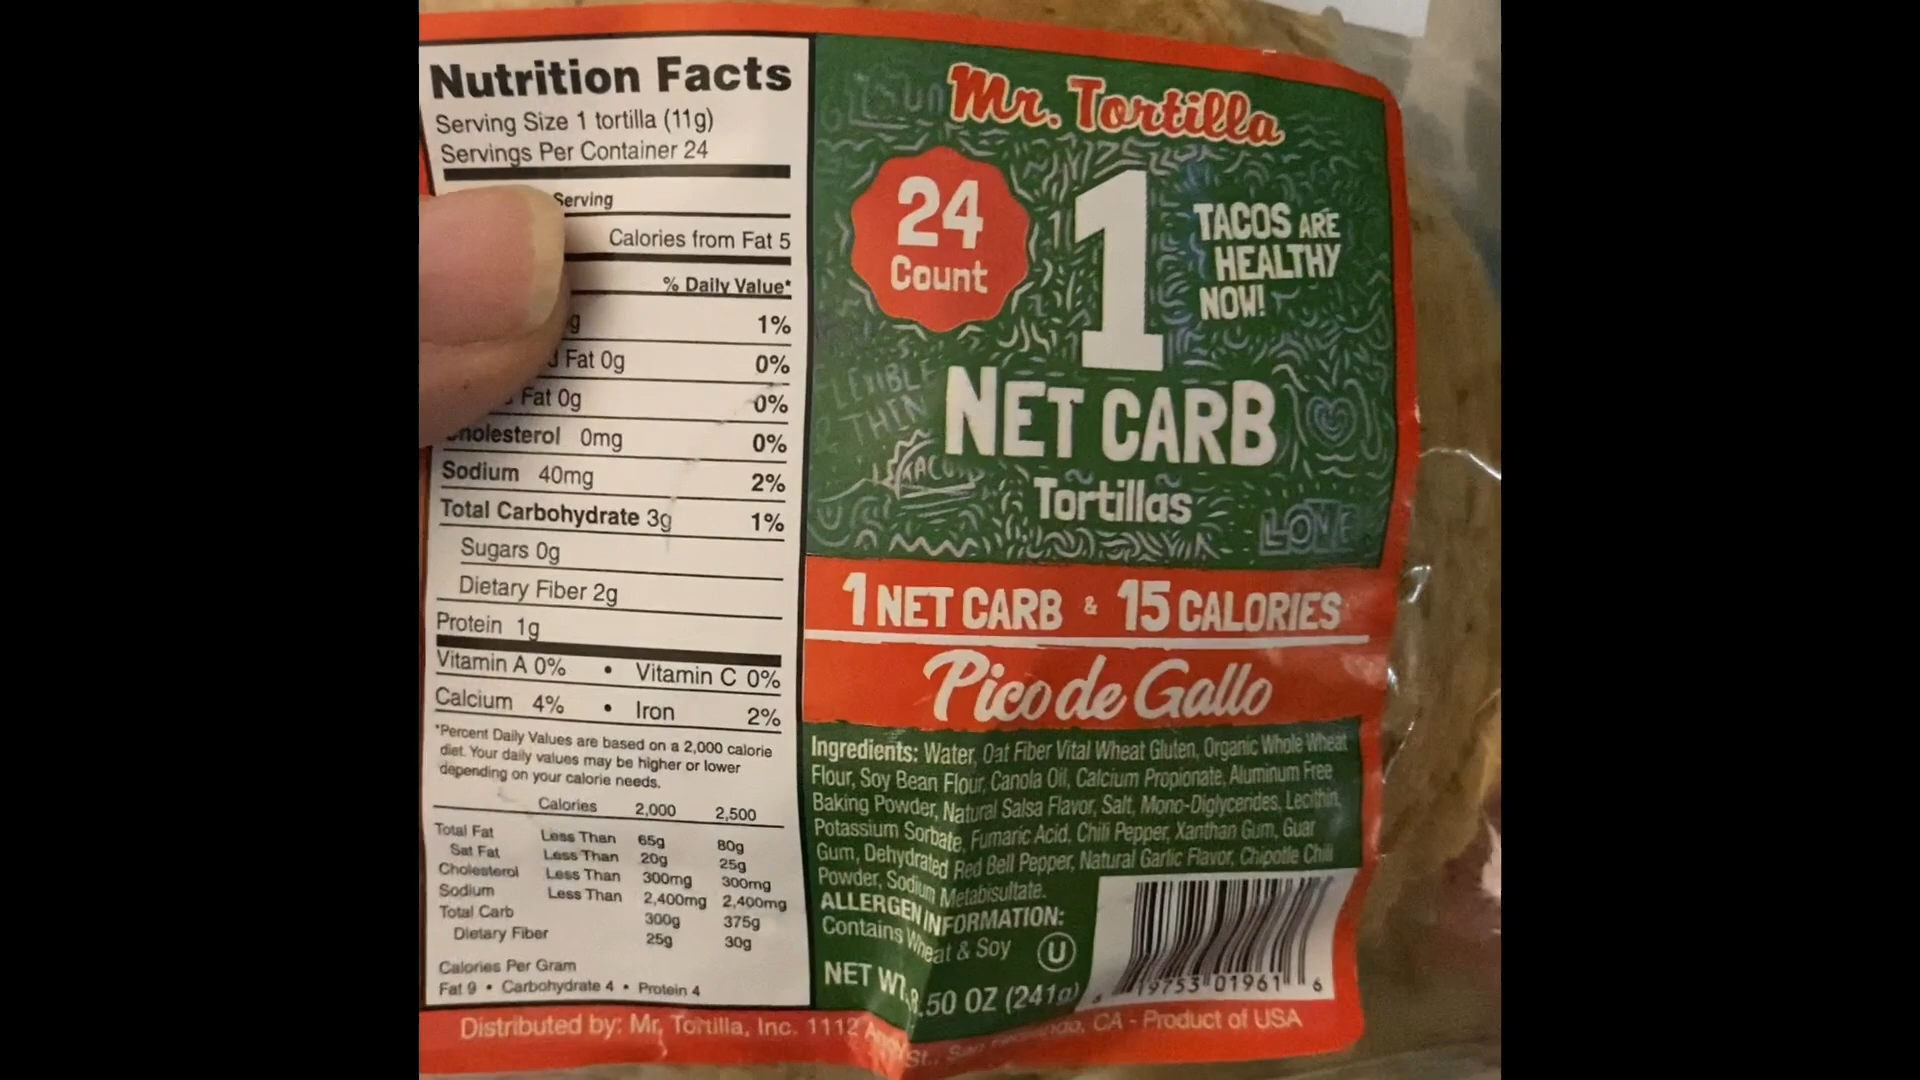 Nutrition Facts
Serving Size 1 tortilla (11g)
Servings Per Container 24
Serving
Calories from Fat 5
% Daily Value*
g 1%
Fat 0g 0%
Fat 0g 0%
Cholesterol 0mg 0%
Sodium 40mg 2%
Total Carbohydrate 3g 1%
Sugars 0g
Dietary Fiber 2g
Protein 1g
Vitamin A 0% • Vitamin C 0%
Calcium 4% • Iron 2%
*Percent Daily Values are based on a 2,000 calorie
diet. Your daily values may be higher or lower
depending on your calorie needs.
Calories 2,000 2,500
Total Fat Less Than 65g 80g
Sat Fat Less Than 20g 25g
Cholesterol Less Than 300mg 300mg
Sodium Less Than 2,400mg 2,400mg
Total Carb 300g 375g
Dietary Fiber 25g 30g
Calories Per Gram
Fat 9 • Carbohydrate 4 • Protein 4
Mr. Tortilla
24
Count
1
TACOS ARE
HEALTHY
NOW!
NET CARB
Tortillas
THIN
LOVE
1 NET CARB & 15 CALORIES
Pico de Gallo
Ingredients: Water, Oat Fiber Vital Wheat Gluten, Organic Whole Wheat
Flour, Soy Bean Flour, Canola Oil, Calcium Propionate, Aluminum Free
Baking Powder, Natural Salsa Flavor, Salt, Mono-Diglycerides, Lecithin,
Potassium Sorbate, Fumaric Acid, Chili Pepper, Xanthan Gum, Guar
Gum, Dehydrated Red Bell Pepper, Natural Garlic Flavor, Chipotle Chili
Powder, Sodium Metabisultate.
ALLERGEN INFORMATION:
Contains Wheat & Soy
U
NET WT. 8.50 OZ (241g)
19753 01961 6
Distributed by: Mr. Tortilla, Inc. 1112 St., San CA - Product of USA